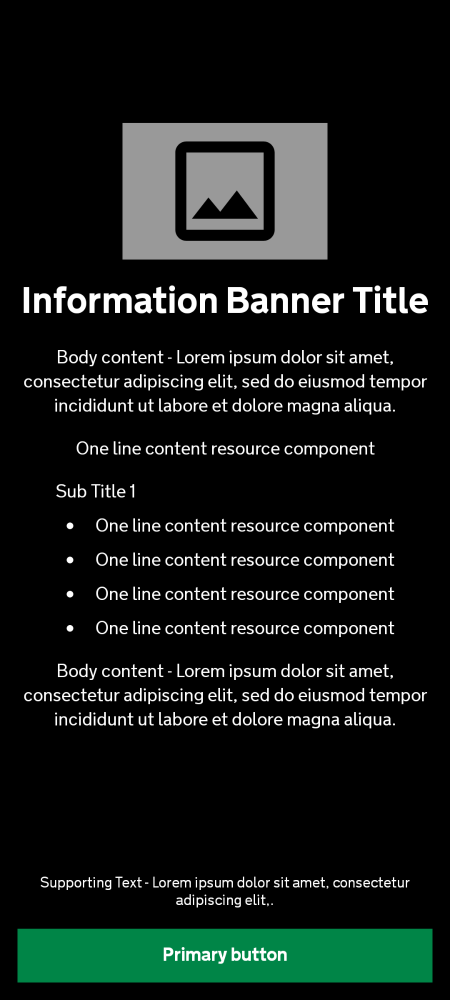 Information Banner Title
Body content - Lorem ipsum dolor sit amet,
consectetur adipiscing elit, sed do eiusmod tempor
incididunt ut labore et dolore magna aliqua.
One line content resource component
Sub Title 1
• One line content resource component
• One line content resource component
• One line content resource component
• One line content resource component
Body content - Lorem ipsum dolor sit amet,
consectetur adipiscing elit, sed do eiusmod tempor
incididunt ut labore et dolore magna aliqua.
Supporting Text - Lorem ipsum dolor sit amet, consectetur
adipiscing elit,.
Primary button